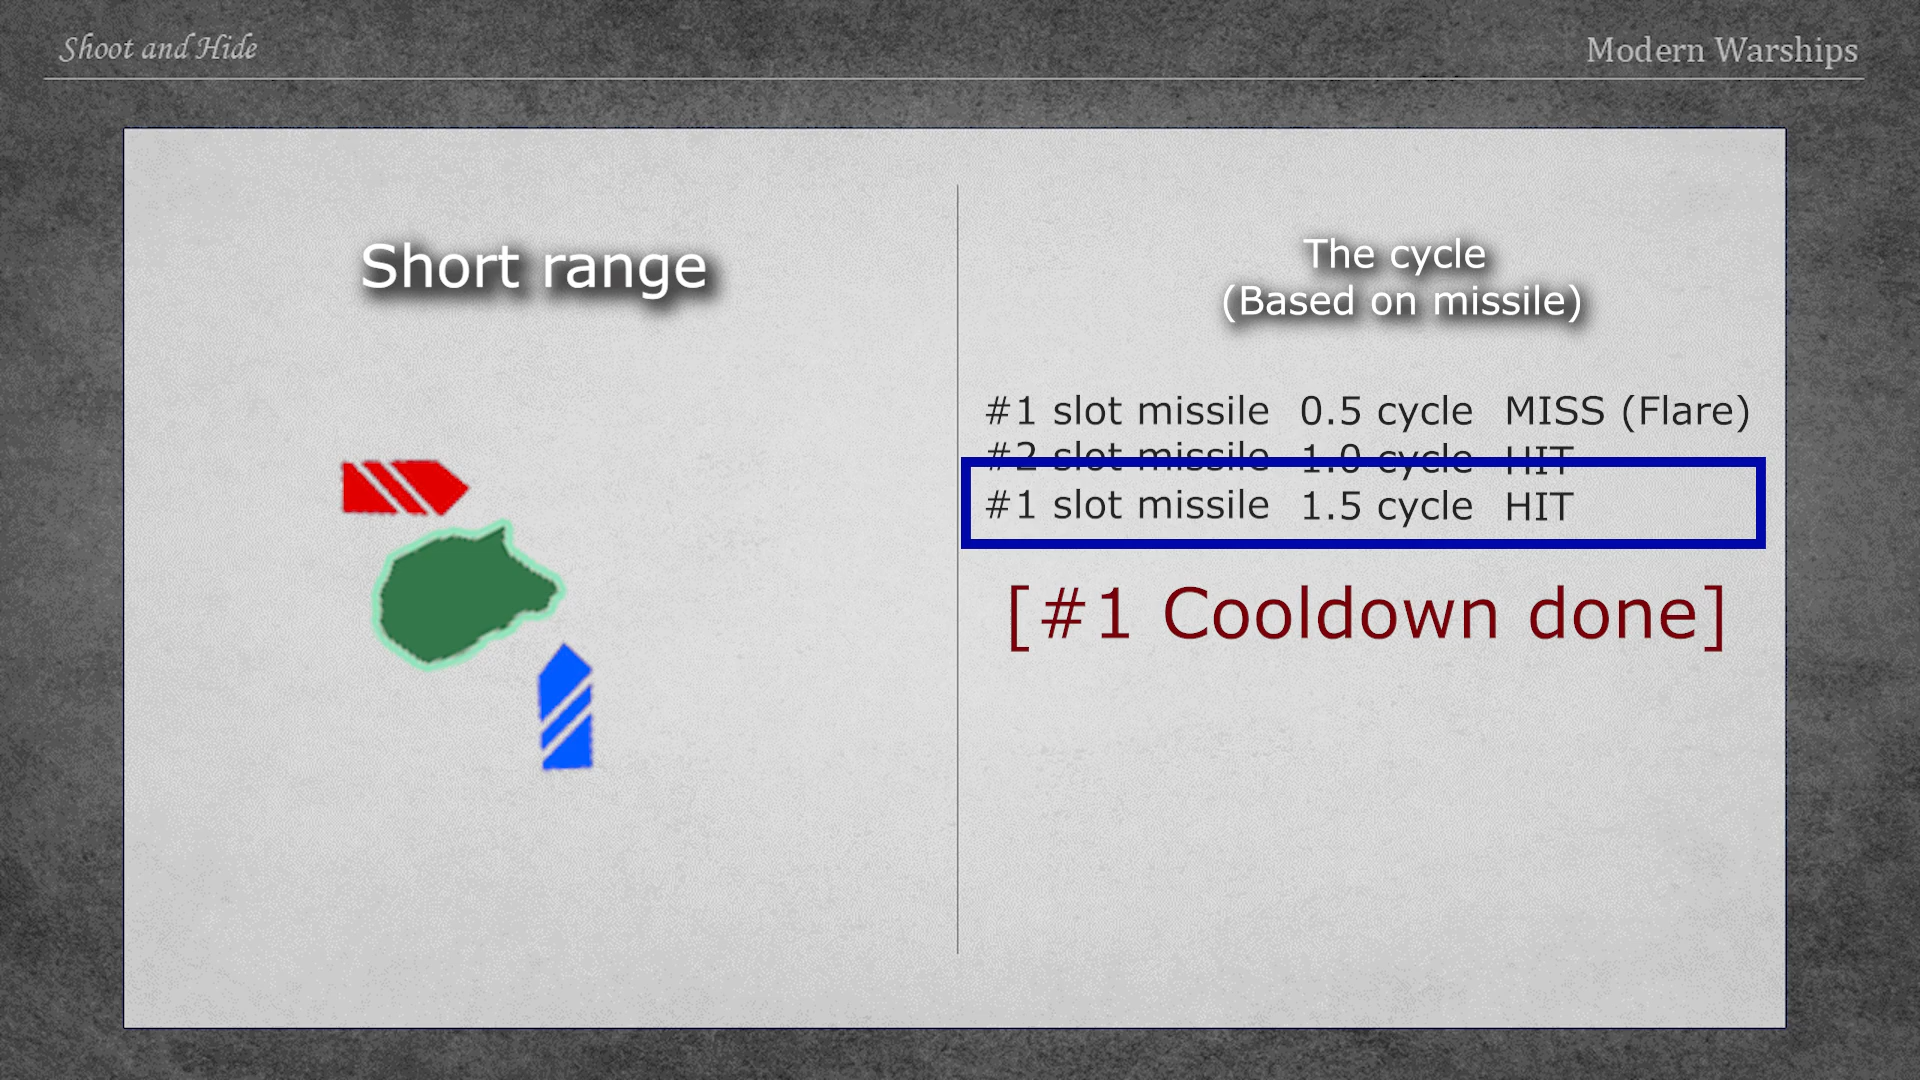 Shoot and Hide
Modern Warships
Short range
The cycle
(Based on missile)
#1 slot missile 0.5 cycle MISS (Flare)
#2 slot missile 1.0 cycle HIT
#1 slot missile 1.5 cycle HIT
[#1 Cooldown done]